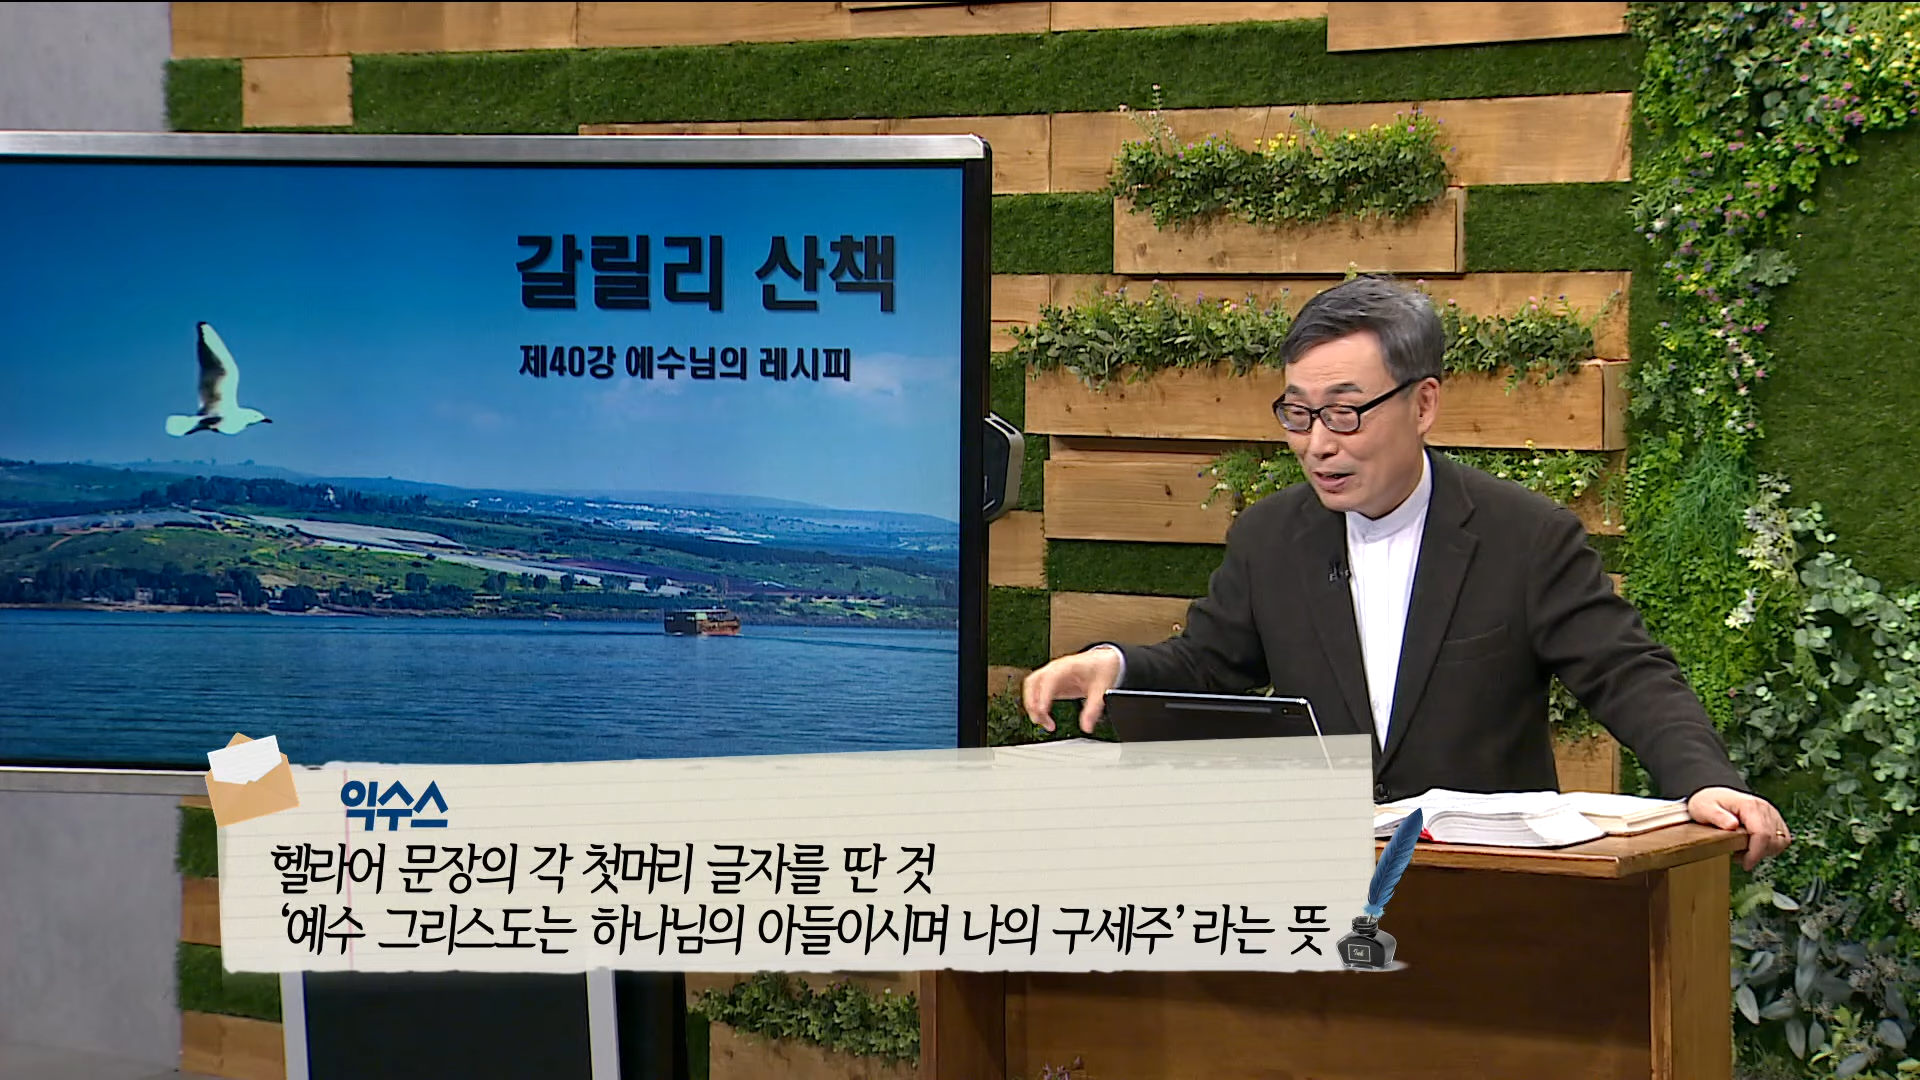 갈릴리 산책
제40강 예수님의 레시피
익수스
헬라어 문장의 각 첫머리 글자를 딴 것
‘예수 그리스도는 하나님의 아들이시며 나의 구세주’라는 뜻
Ink